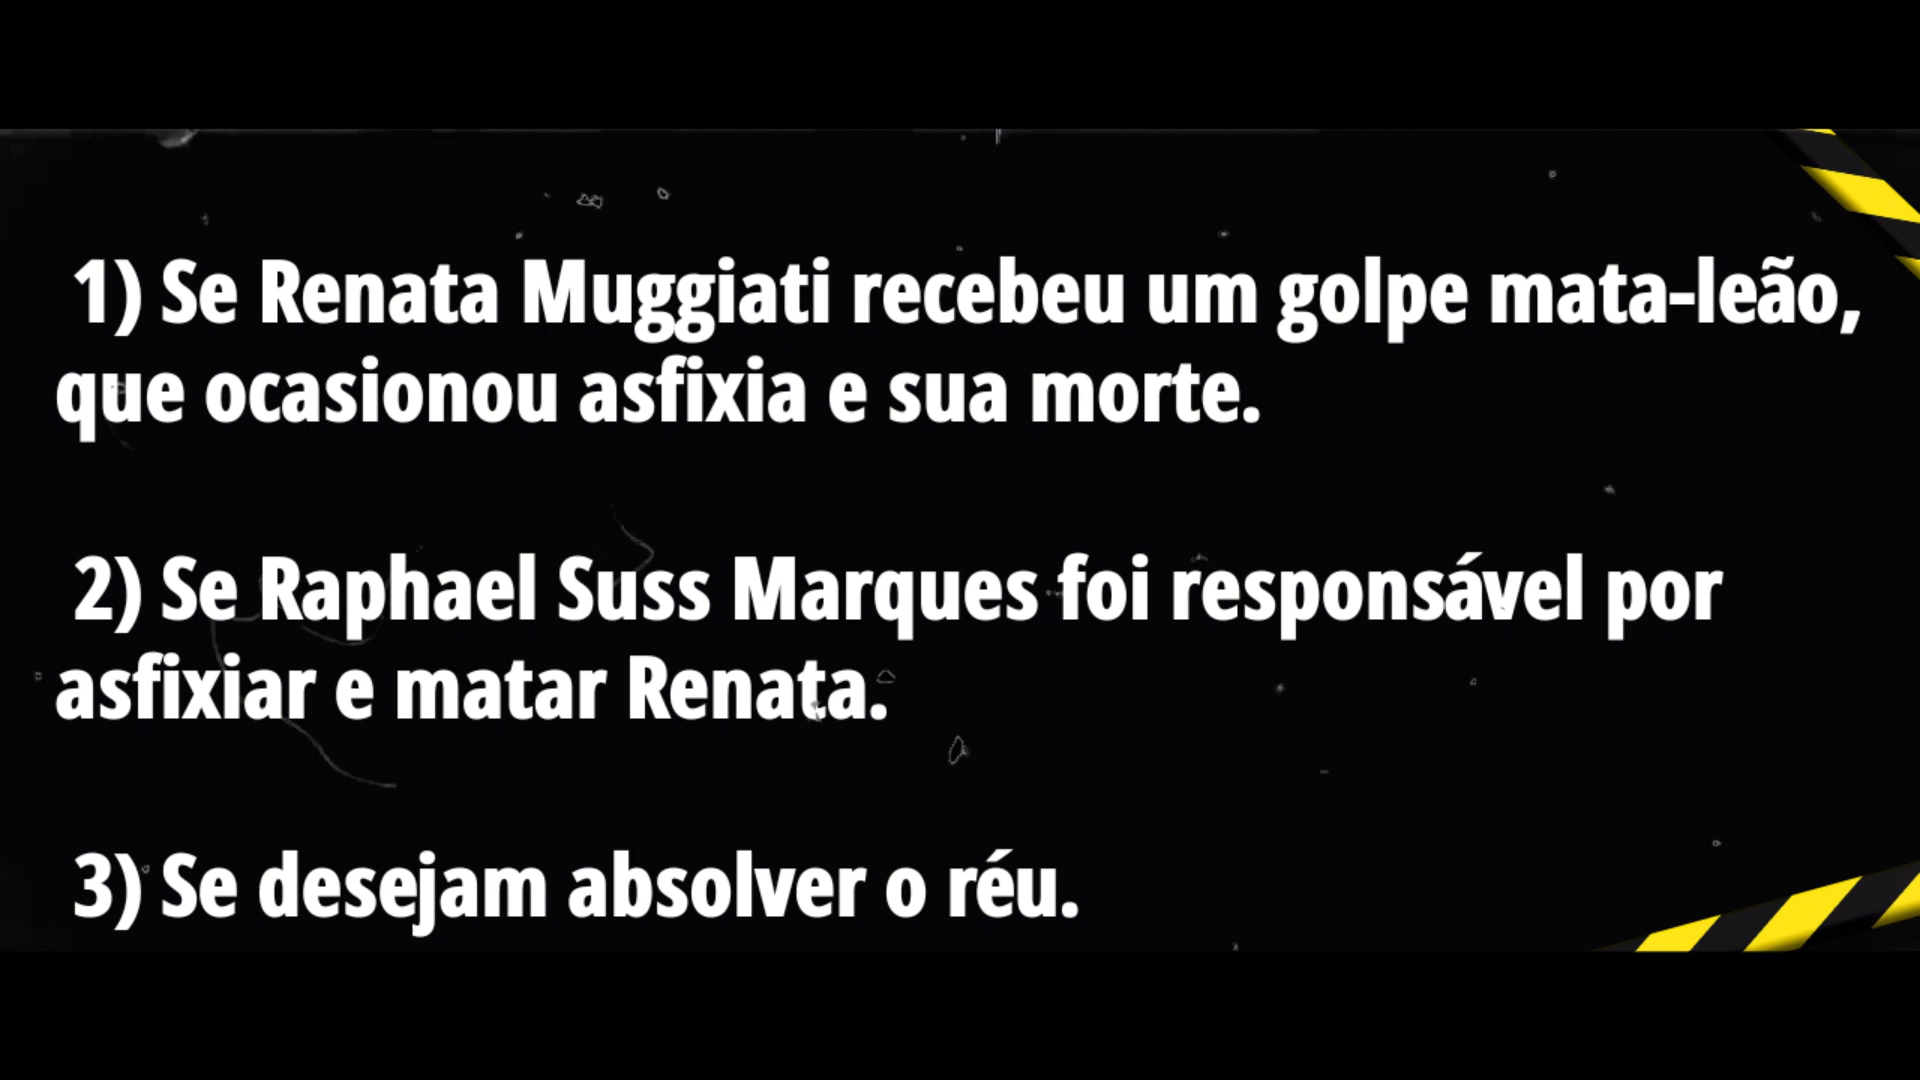 1) Se Renata Muggiati recebeu um golpe mata-leão,
que ocasionou asfixia e sua morte.
2) Se Raphael Suss Marques foi responsável por
asfixiar e matar Renata.
3) Se desejam absolver o réu.